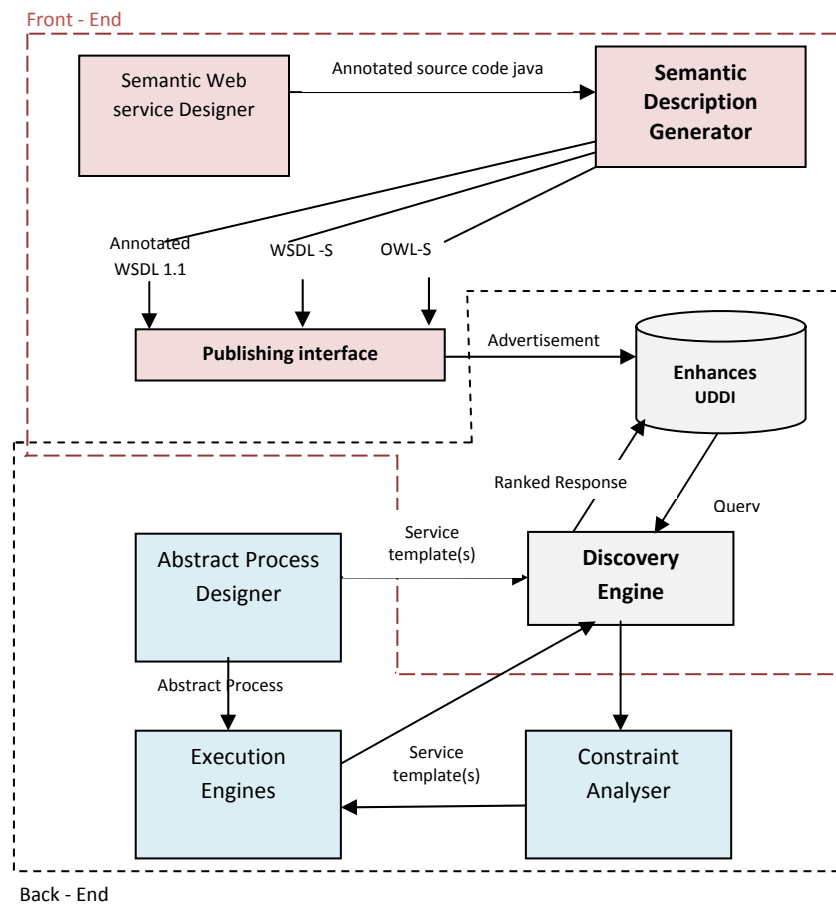 Front - End
Semantic Web
service Designer
Annotated source code java
Semantic
Description
Generator
Annotated
WSDL 1.1
WSDL -S
OWL-S
Publishing interface
Advertisement
Enhances
UDDI
Ranked Response
Query
Abstract Process
Designer
Service
template(s)
Discovery
Engine
Abstract Process
Execution
Engines
Service
template(s)
Constraint
Analyser
Back - End